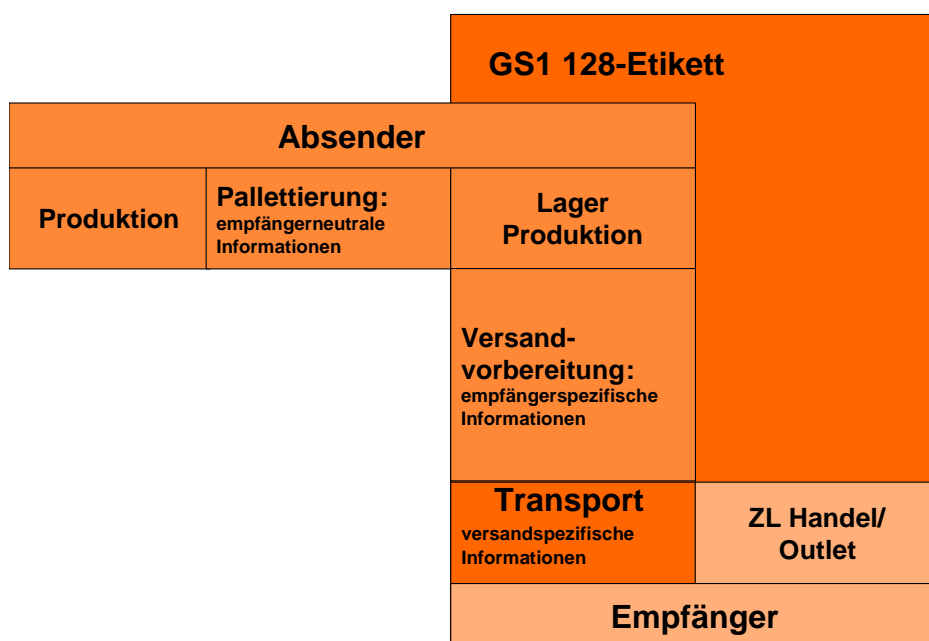 GS1 128-Etikett
Absender
Produktion
Pallettierung:
empfängerneutrale
Informationen
Lager
Produktion
Versand-
vorbereitung:
empfängerspezifische
Informationen
Transport
versandspezifische
Informationen
ZL Handel/
Outlet
Empfänger